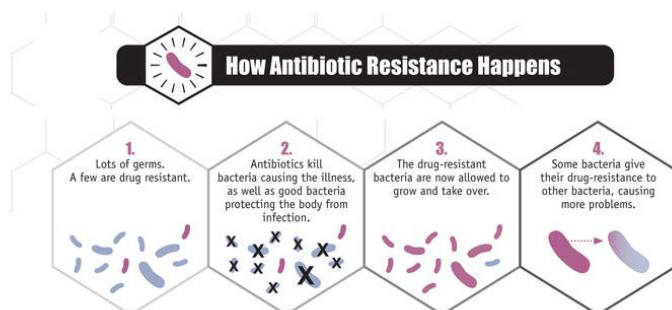 How Antibiotic Resistance Happens
1.
Lots of germs.
A few are drug resistant.
2.
Antibiotics kill
bacteria causing the illness,
as well as good bacteria
protecting the body from
infection.
X X X X X X X X X
3.
The drug-resistant
bacteria are now allowed to
grow and take over.
4.
Some bacteria give
their drug-resistance to
other bacteria, causing
more problems.